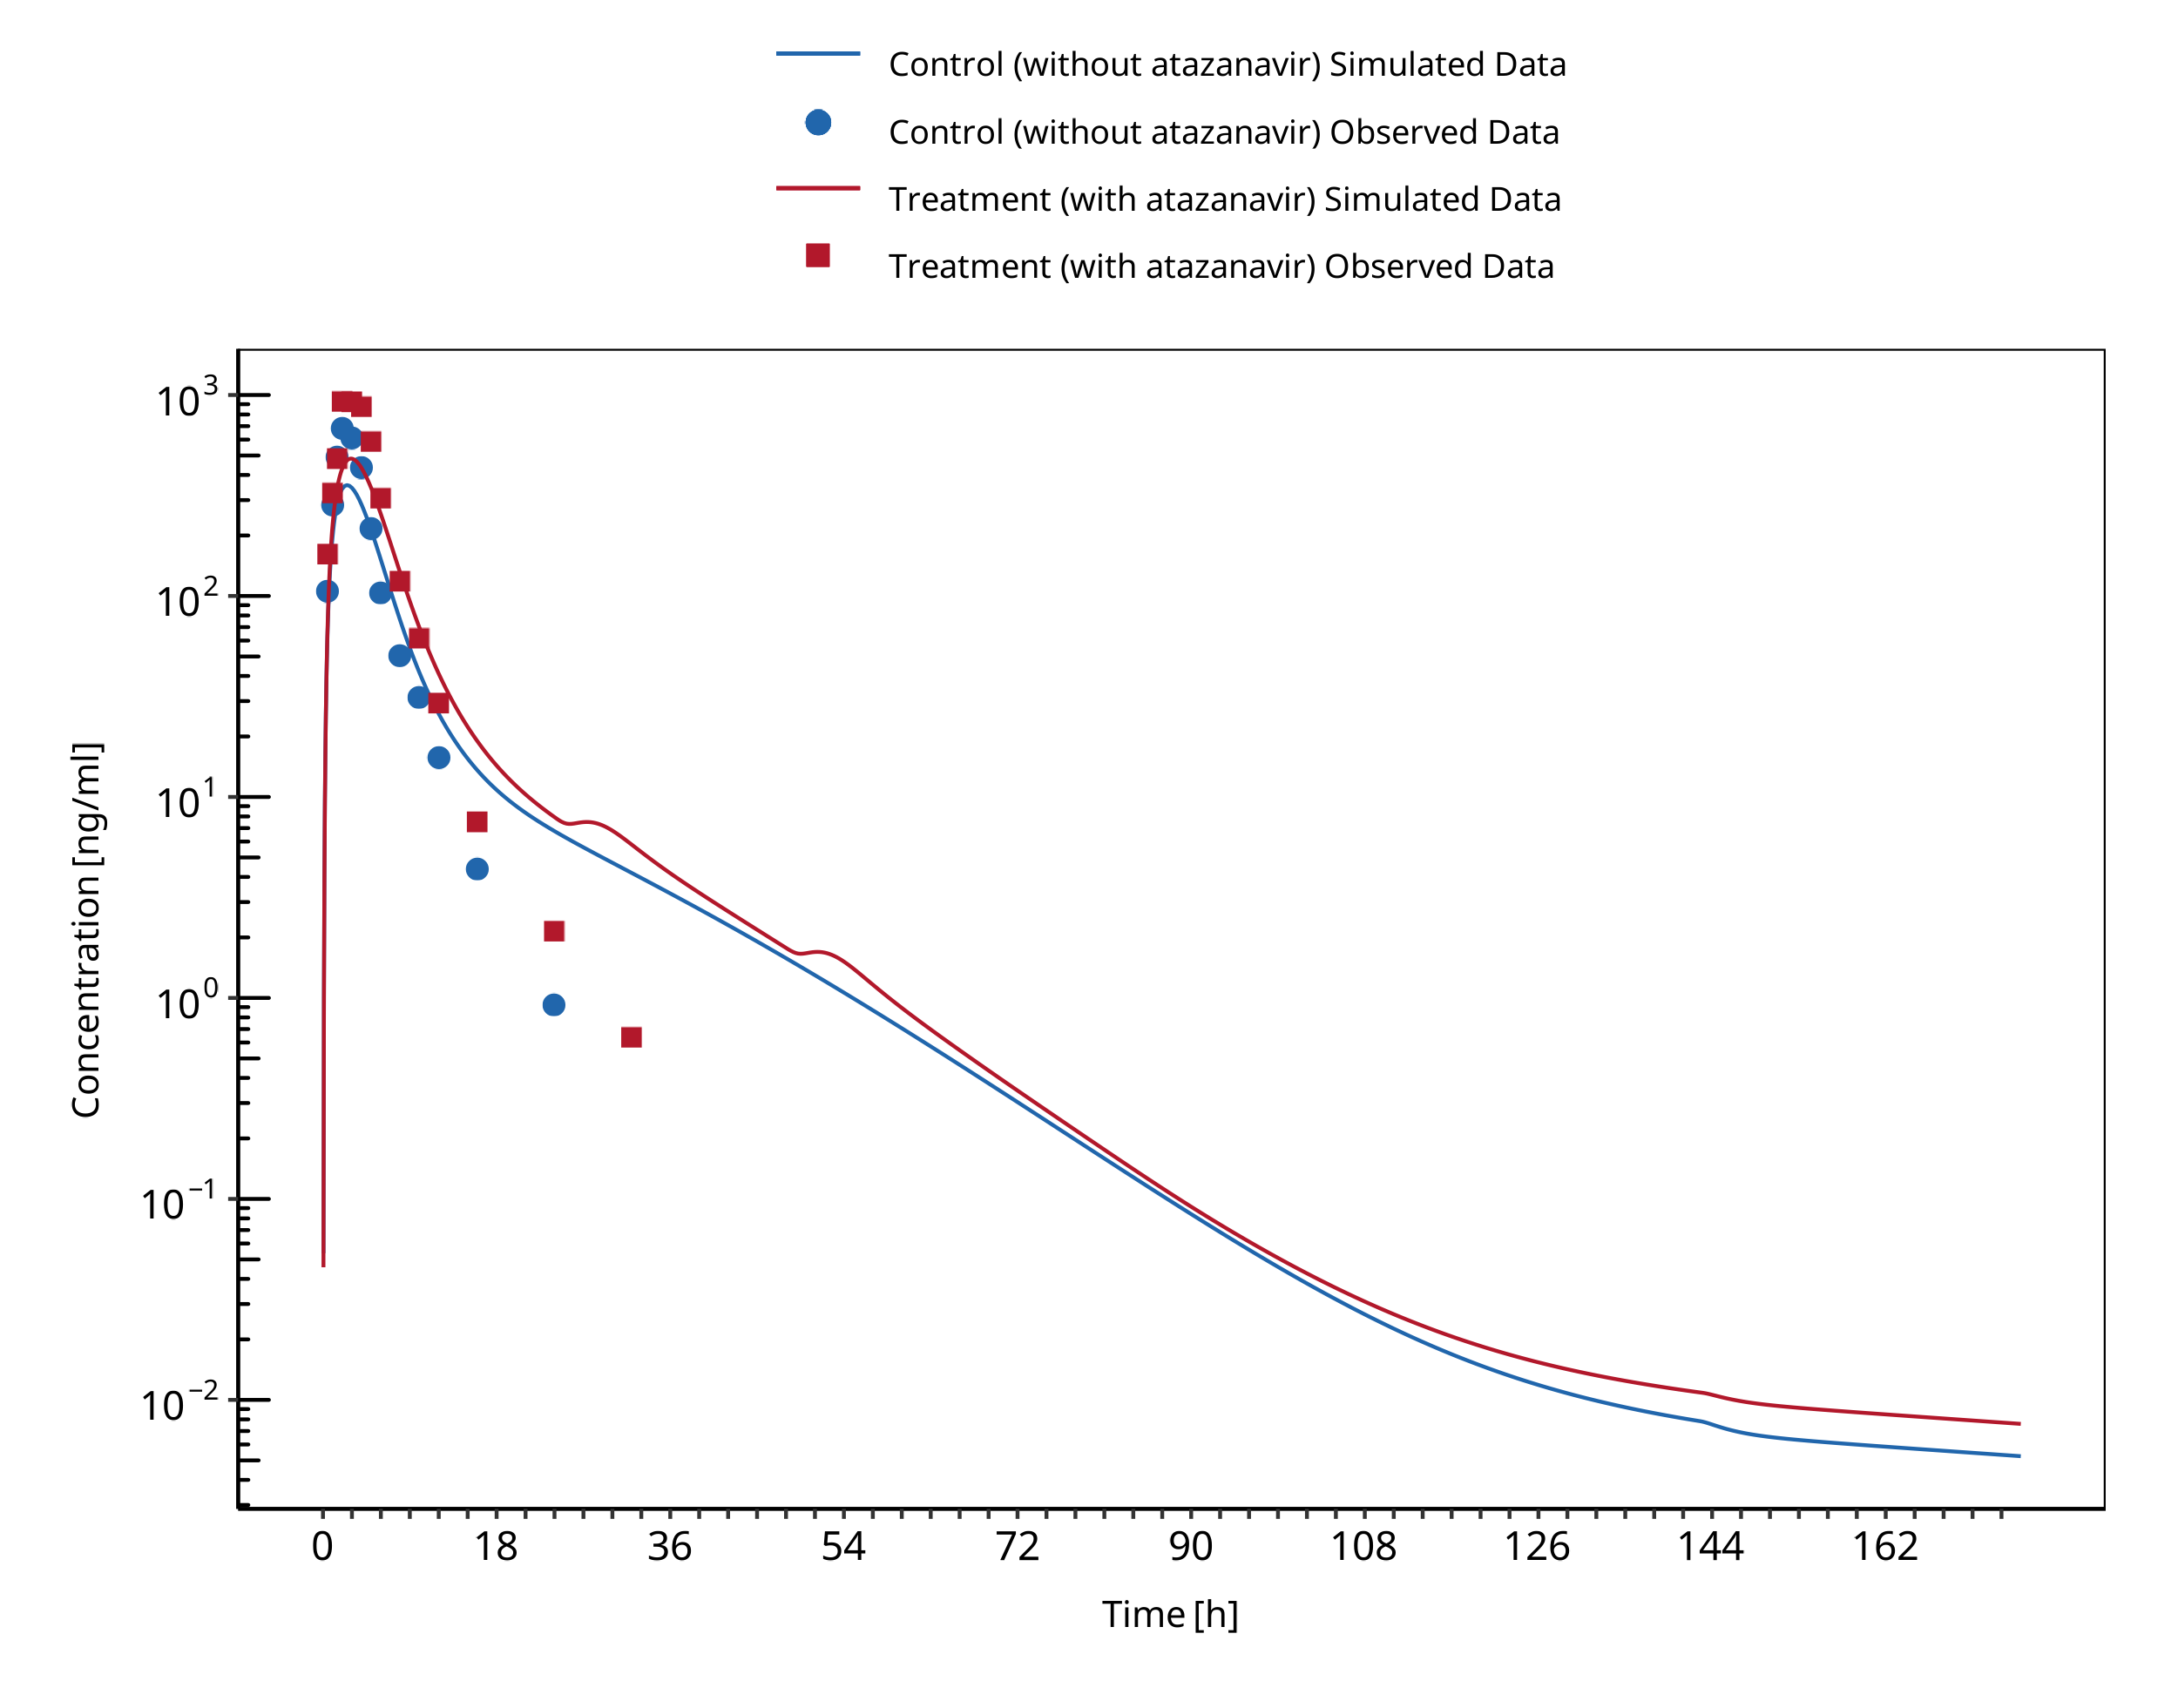 Control (without atazanavir) Simulated Data
Control (without atazanavir) Observed Data
Treatment (with atazanavir) Simulated Data
Treatment (with atazanavir) Observed Data
10³
10²
10¹
10⁰
10⁻¹
10⁻²
Concentration [ng/ml]
0 18 36 54 72 90 108 126 144 162
Time [h]